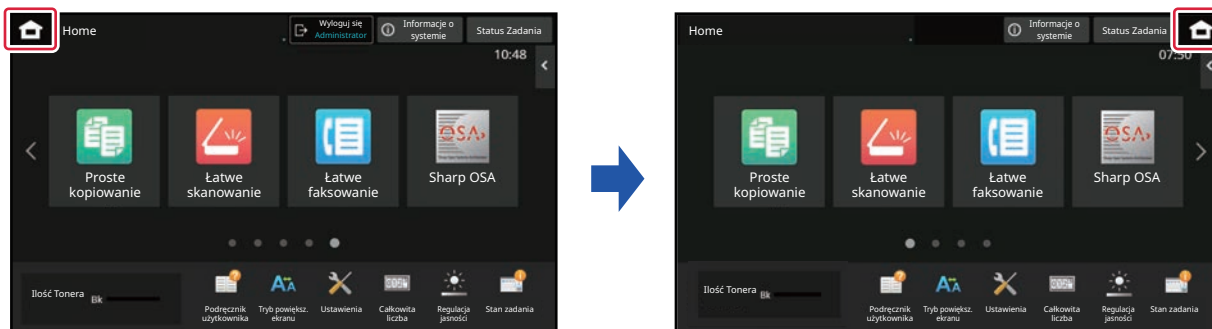 Home
Wyloguj się
Administrator
Informacje o
systemie
Status Zadania
10:48
Proste
kopiowanie
Łatwe
skanowanie
Łatwe
faksowanie
OSA
Sharp OSA
Ilość Tonera
Bk
Podręcznik
użytkownika
Tryb powiększ.
ekranu
Ustawienia
Całkowita
liczba
Regulacja
jasności
Stan zadania
Home
Informacje o
systemie
Status Zadania
07:50
Proste
kopiowanie
Łatwe
skanowanie
Łatwe
faksowanie
OSA
Sharp OSA
Ilość Tonera
Bk
Podręcznik
użytkownika
Tryb powiększ.
ekranu
Ustawienia
Całkowita
liczba
Regulacja
jasności
Stan zadania